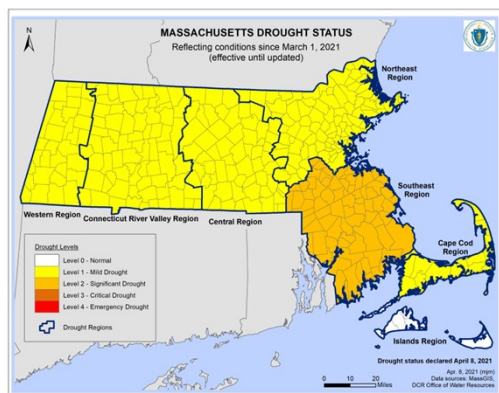 MASSACHUSETTS DROUGHT STATUS
Reflecting conditions since March 1, 2021
(effective until updated)
N
Northeast
Region
Southeast
Region
Cape Cod
Region
Western Region
Connecticut River Valley Region
Central Region
Islands Region
Drought Levels
Level 0 - Normal
Level 1 - Mild Drought
Level 2 - Significant Drought
Level 3 - Critical Drought
Level 4 - Emergency Drought
Drought Regions
Drought status declared April 8, 2021
Apr. 8, 2021 (mjm)
Data sources: MassGIS,
DCR Office of Water Resources
0 10 20
Miles